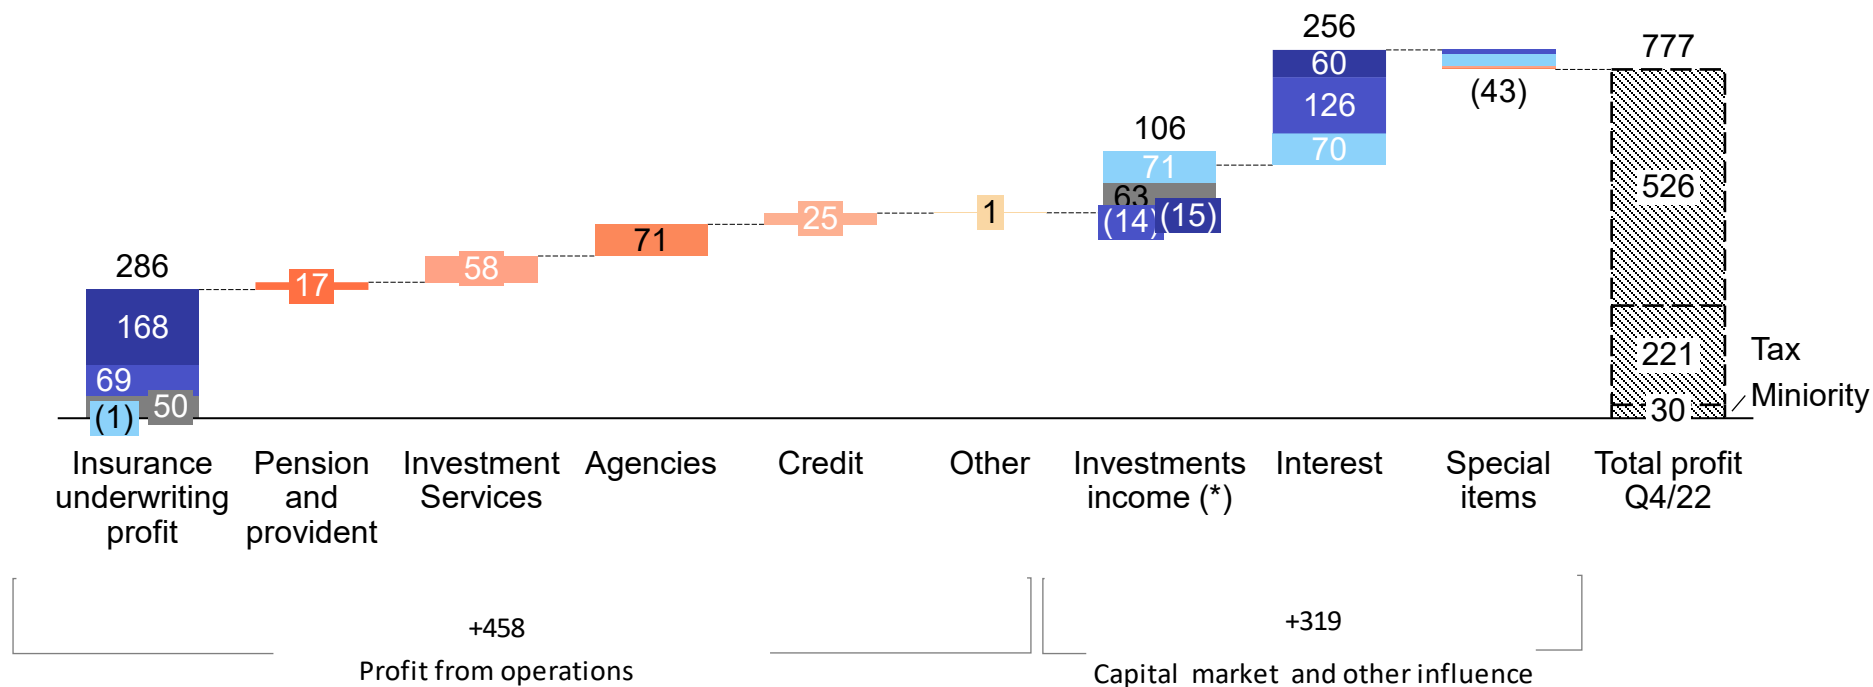 286
168
69
(1)
50
17
58
71
25
1
106
71
63
(14)
(15)
256
60
126
70
(43)
777
526
221
30
Tax
Miniority
Insurance
underwriting
profit
Pension
and
provident
Investment
Services
Agencies
Credit
Other
Investments
income (*)
Interest
Special
items
Total profit
Q4/22
+458
Profit from operations
+319
Capital market and other influence